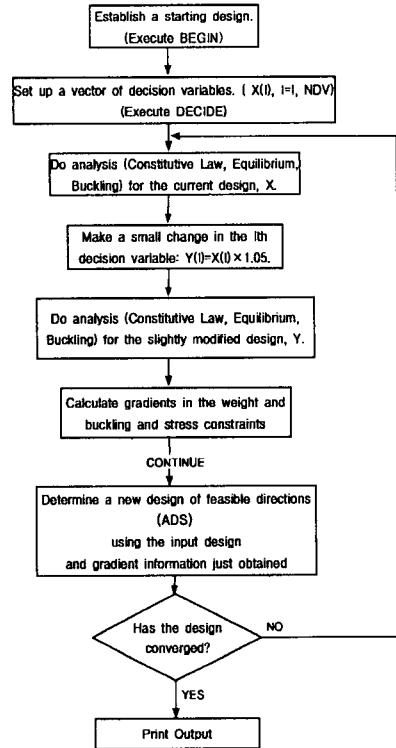 Establish a starting design.
(Execute BEGIN)
Set up a vector of decision variables. ( X(I), I=I, NDV)
(Execute DECIDE)
Do analysis (Constitutive Law, Equilibrium,
Buckling) for the current design, X.
Make a small change in the Ith
decision variable: Y(I)=X(I) × 1.05.
Do analysis (Constitutive Law, Equilibrium,
Buckling) for the slightly modified design, Y.
Calculate gradients in the weight and
buckling and stress constraints
CONTINUE
Determine a new design of feasible directions
(ADS)
using the input design
and gradient information just obtained
Has the design
converged?
NO
YES
Print Output